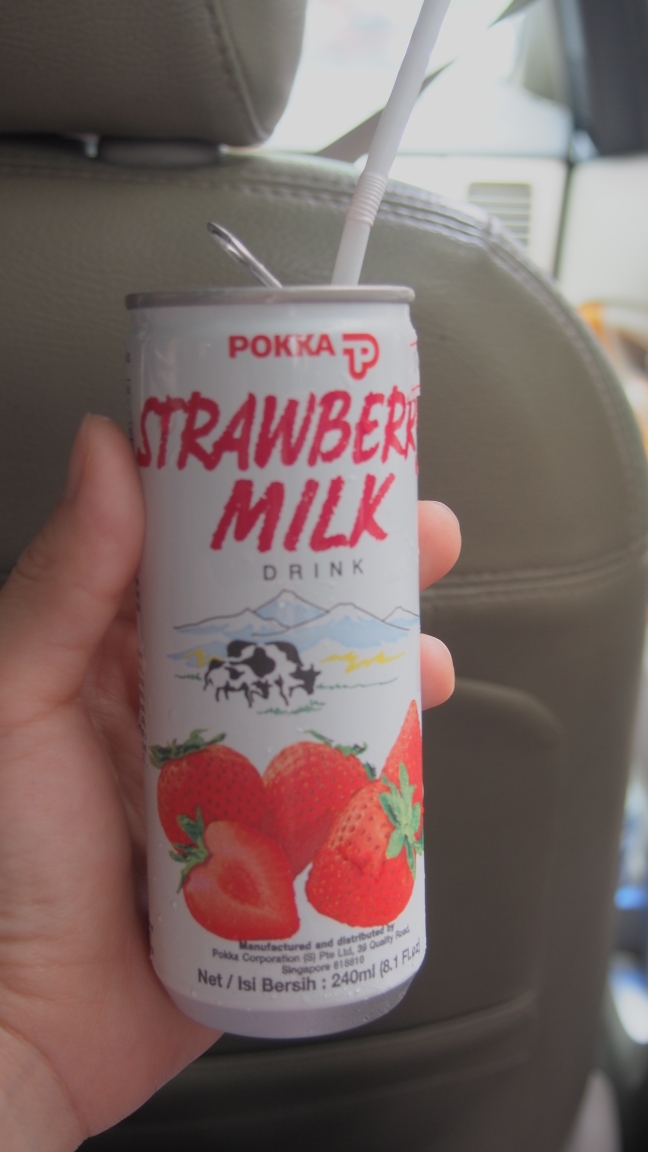 POKKA
STRAWBERR
MILK
DRINK
Manufactured and distributed by
Pokka Corporation (S) Pte Ltd, 39 Quality Road,
Singapore 618810
Net / Isi Bersih : 240ml (8.1 Fl.oz